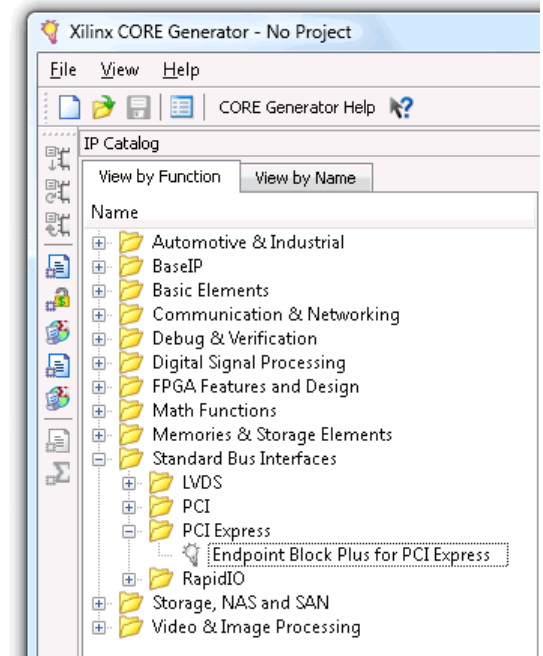 Xilinx CORE Generator - No Project
File View Help
CORE Generator Help
IP Catalog
View by Function View by Name
Name
Automotive & Industrial
BaseIP
Basic Elements
Communication & Networking
Debug & Verification
Digital Signal Processing
FPGA Features and Design
Math Functions
Memories & Storage Elements
Standard Bus Interfaces
LVDS
PCI
PCI Express
Endpoint Block Plus for PCI Express
RapidIO
Storage, NAS and SAN
Video & Image Processing